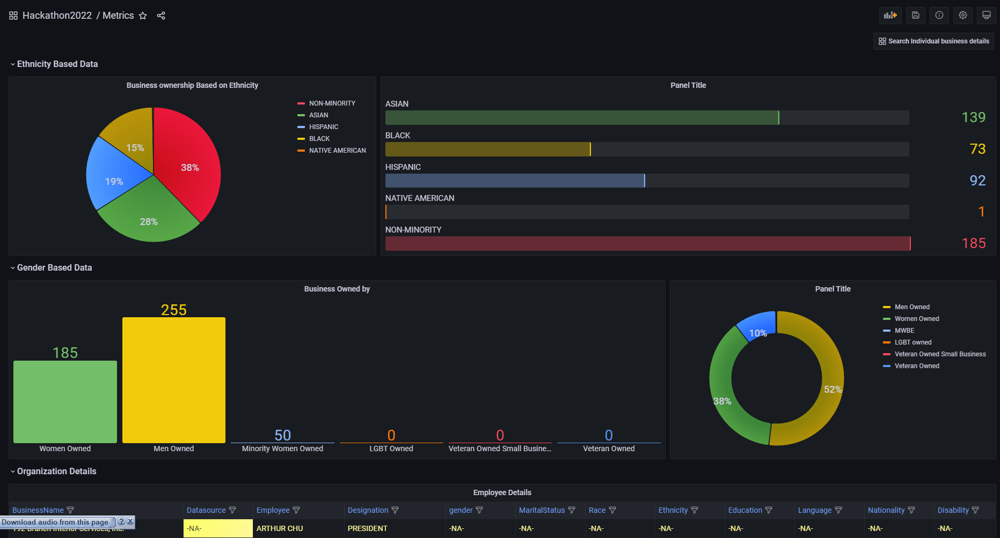 Hackathon2022 / Metrics
Search Individual business details
Ethnicity Based Data
Business ownership Based on Ethnicity
38%
28%
19%
15%
NON-MINORITY
ASIAN
HISPANIC
BLACK
NATIVE AMERICAN
Panel Title
ASIAN
139
BLACK
73
HISPANIC
92
NATIVE AMERICAN
1
NON-MINORITY
185
Gender Based Data
Business Owned by
185
255
50
0
0
0
Women Owned
Men Owned
Minority Women Owned
LGBT Owned
Veteran Owned Small Busine...
Veteran Owned
Panel Title
10%
52%
38%
Men Owned
Women Owned
MWBE
LGBT owned
Veteran Owned Small Business
Veteran Owned
Organization Details
Employee Details
BusinessName Datasource Employee Designation gender MaritalStatus Race Ethnicity Education Language Nationality Disability
Download audio from this page ? X
192 Branch Interior Services, Inc. -NA- ARTHUR CHU PRESIDENT -NA- -NA- -NA- -NA- -NA- -NA- -NA- -NA-